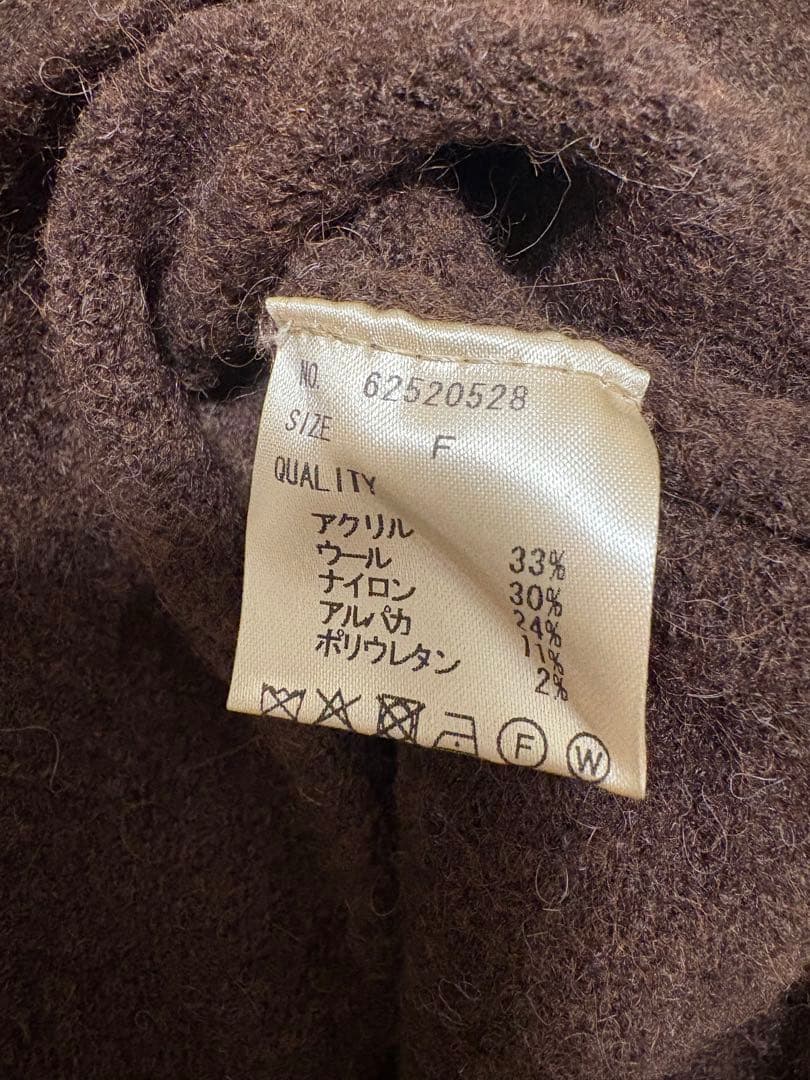 NO. 62520528
SIZE F
QUALITY
アクリル 33%
ウール 30%
ナイロン 24%
アルパカ 11%
ポリウレタン 2%
F W